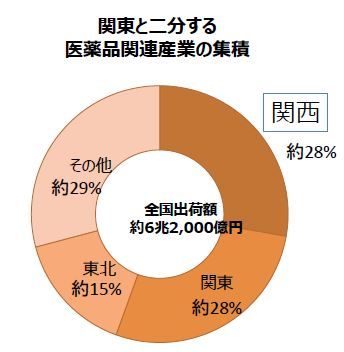 関東と二分する
医薬品関連産業の集積
関西
約28%
その他
約29%
全国出荷額
約6兆2,000億円
東北
約15%
関東
約28%